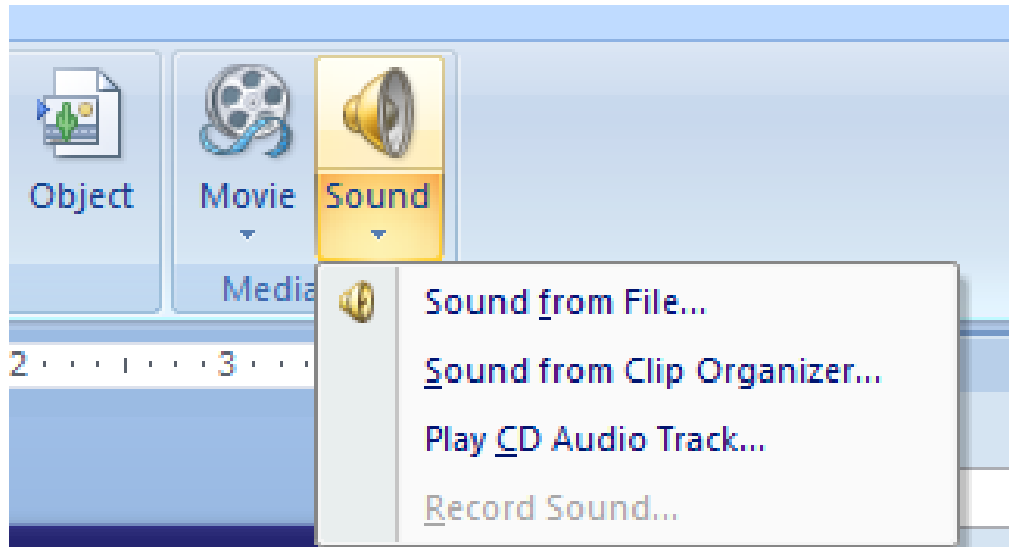 Object
Movie
Sound
Media
2 3
Sound from File...
Sound from Clip Organizer...
Play CD Audio Track...
Record Sound...